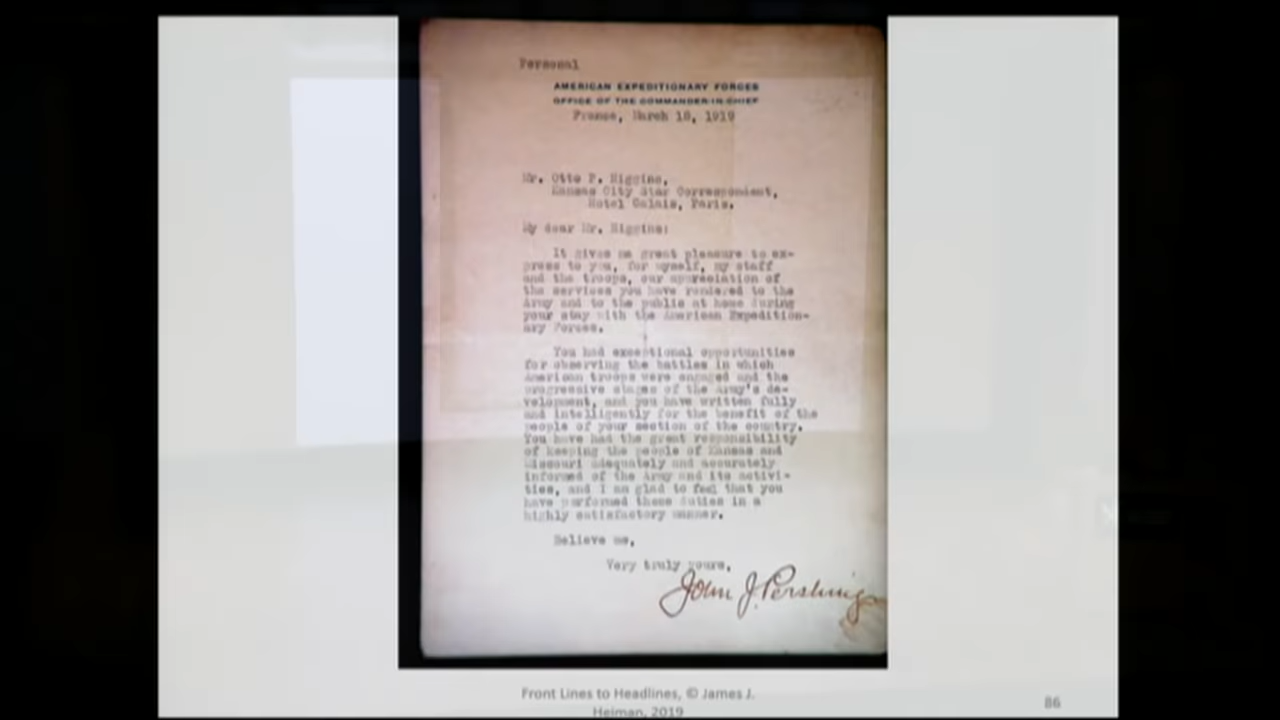 Personal
AMERICAN EXPEDITIONARY FORCES
OFFICE OF THE COMMANDER-IN-CHIEF
France, March 18, 1919
Mr. Otto P. Higgins,
Kansas City Star Correspondent,
Hotel Calais, Paris.
My dear Mr. Higgins:
It gives me great pleasure to ex-
press to you, for myself, my staff
and the troops, our appreciation of
the services you have rendered to the
Army and to the public at home during
your stay with the American Expedition-
ary Forces.
You had exceptional opportunities
for observing the battles in which
American troops were engaged and the
progressive stages of the Army's de-
velopment, and you have written fully
and intelligently for the benefit of the
people of your section of the country.
You have had the great responsibility
of keeping the people of Kansas and
Missouri adequately and accurately
informed of the Army and its activi-
ties, and I am glad to feel that you
have performed these duties in a
highly satisfactory manner.
Believe me,
Very truly yours,
John J. Pershing
Front Lines to Headlines, © James J.
Heiman, 2019
86